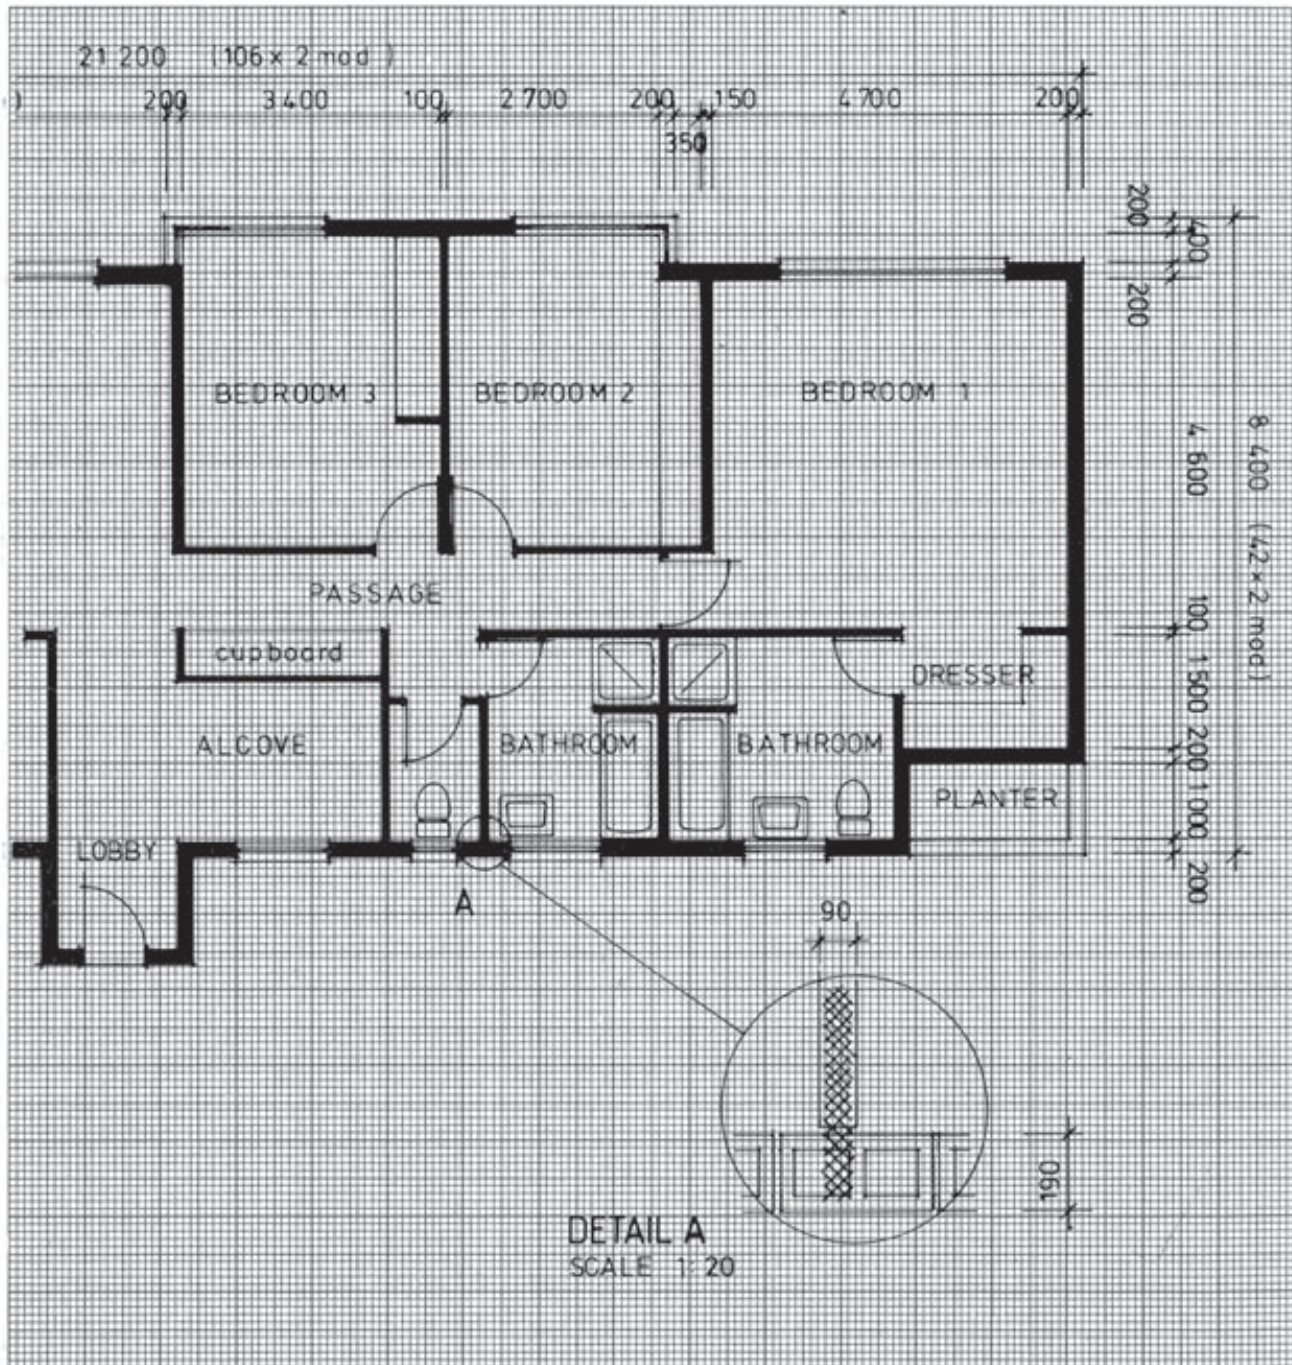 21 200 (106 x 2 mod)
200 3 400 100 2 700 200 150 4 700 200
350
200
400
200
BEDROOM 3 BEDROOM 2 BEDROOM 1
4 600
8 400 (42 x 2 mod)
PASSAGE
100
cupboard
DRESSER
1 500
ALCOVE BATHROOM BATHROOM
200
PLANTER
1 000
LOBBY
200
A
90
190
DETAIL A
SCALE 1:20